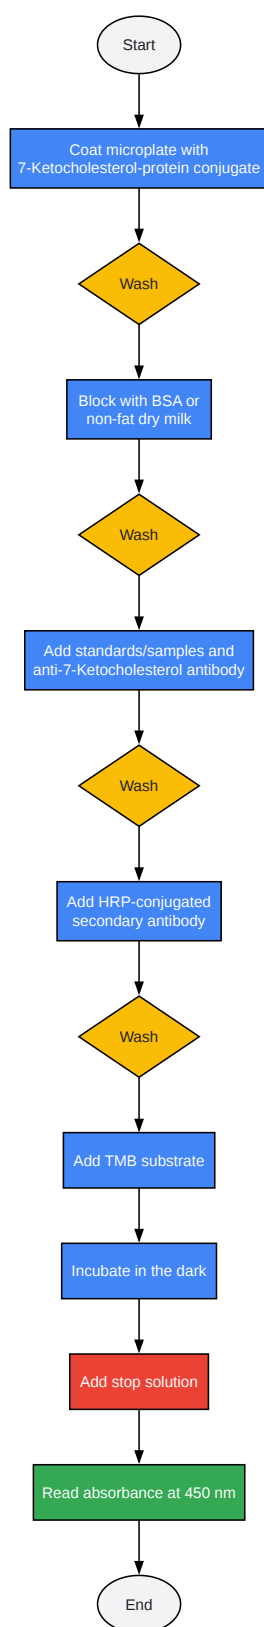 Start
Coat microplate with
7-Ketocholesterol-protein conjugate
Wash
Block with BSA or
non-fat dry milk
Wash
Add standards/samples and
anti-7-Ketocholesterol antibody
Wash
Add HRP-conjugated
secondary antibody
Wash
Add TMB substrate
Incubate in the dark
Add stop solution
Read absorbance at 450 nm
End